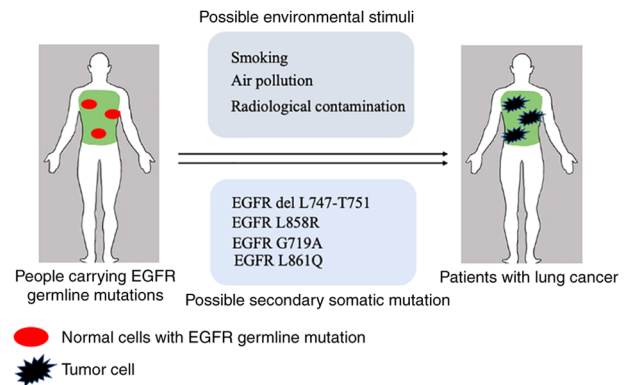 Possible environmental stimuli
Smoking
Air pollution
Radiological contamination
EGFR del L747-T751
EGFR L858R
EGFR G719A
EGFR L861Q
People carrying EGFR
germline mutations
Possible secondary somatic mutation
Patients with lung cancer
Normal cells with EGFR germline mutation
Tumor cell